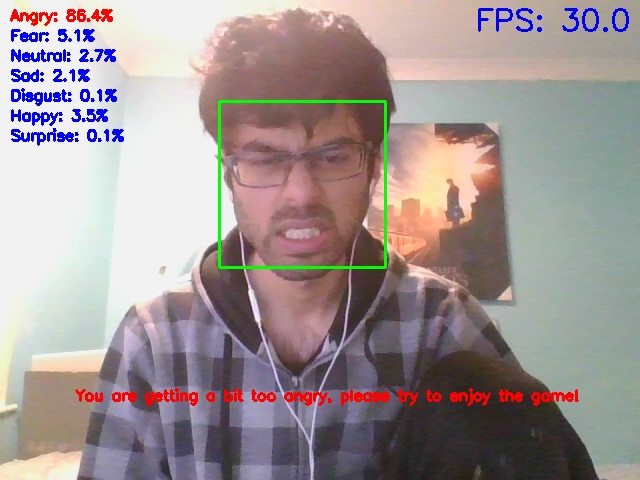 Angry: 86.4%
FPS: 30.0
Fear: 5.1%
Neutral: 2.7%
Sad: 2.1%
Disgust: 0.1%
Happy: 3.5%
Surprise: 0.1%
You are getting a bit too angry, please try to enjoy the game!